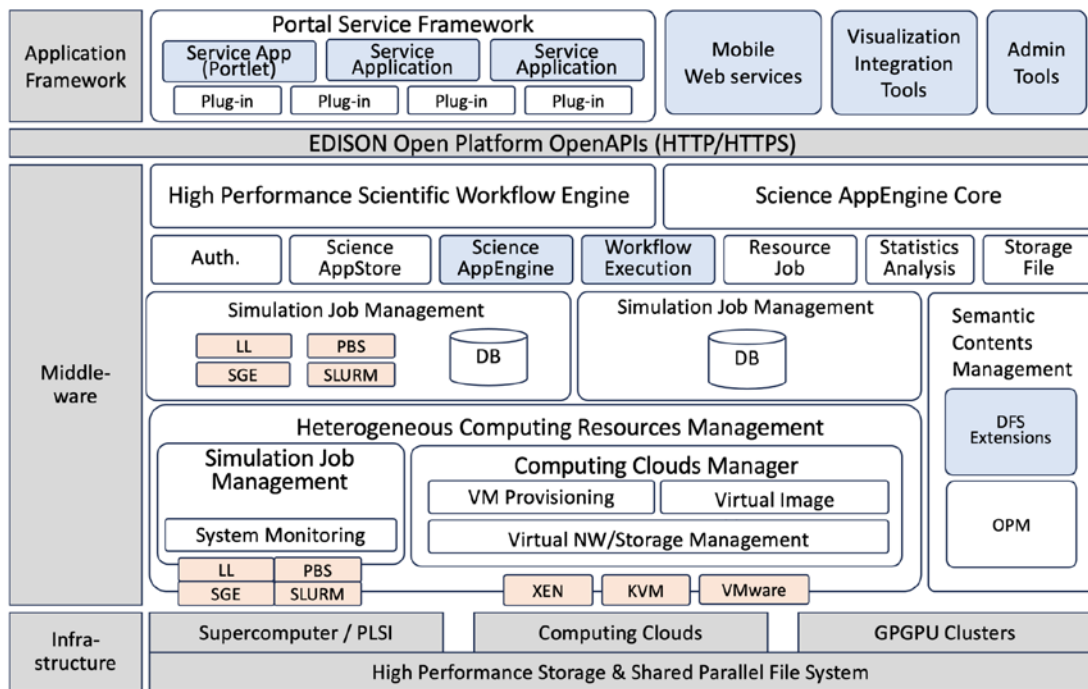 Application
Framework
Portal Service Framework
Service App
(Portlet)
Service
Application
Service
Application
Plug-in
Plug-in
Plug-in
Plug-in
Mobile
Web services
Visualization
Integration
Tools
Admin
Tools
EDISON Open Platform OpenAPIs (HTTP/HTTPS)
Middle-
ware
High Performance Scientific Workflow Engine
Science AppEngine Core
Auth.
Science
AppStore
Science
AppEngine
Workflow
Execution
Resource
Job
Statistics
Analysis
Storage
File
Simulation Job Management
LL
PBS
SGE
SLURM
DB
Simulation Job Management
DB
Semantic
Contents
Management
DFS
Extensions
OPM
Heterogeneous Computing Resources Management
Simulation Job
Management
System Monitoring
LL
PBS
SGE
SLURM
Computing Clouds Manager
VM Provisioning
Virtual Image
Virtual NW/Storage Management
XEN
KVM
VMware
Infra-
structure
Supercomputer / PLSI
Computing Clouds
GPGPU Clusters
High Performance Storage & Shared Parallel File System